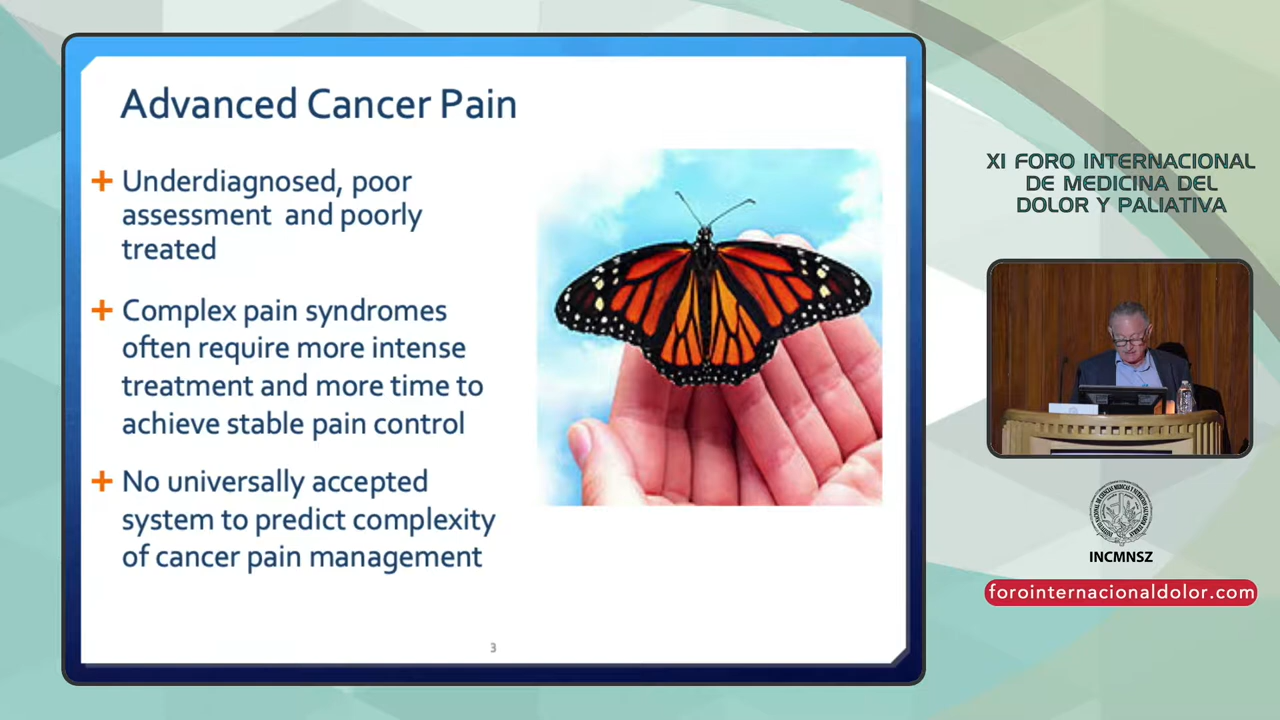 Advanced Cancer Pain
Underdiagnosed, poor
assessment and poorly
treated
Complex pain syndromes
often require more intense
treatment and more time to
achieve stable pain control
No universally accepted
system to predict complexity
of cancer pain management
3
XI FORO INTERNACIONAL
DE MEDICINA DEL
DOLOR Y PALIATIVA
INCMNSZ
forointernacionaldolor.com